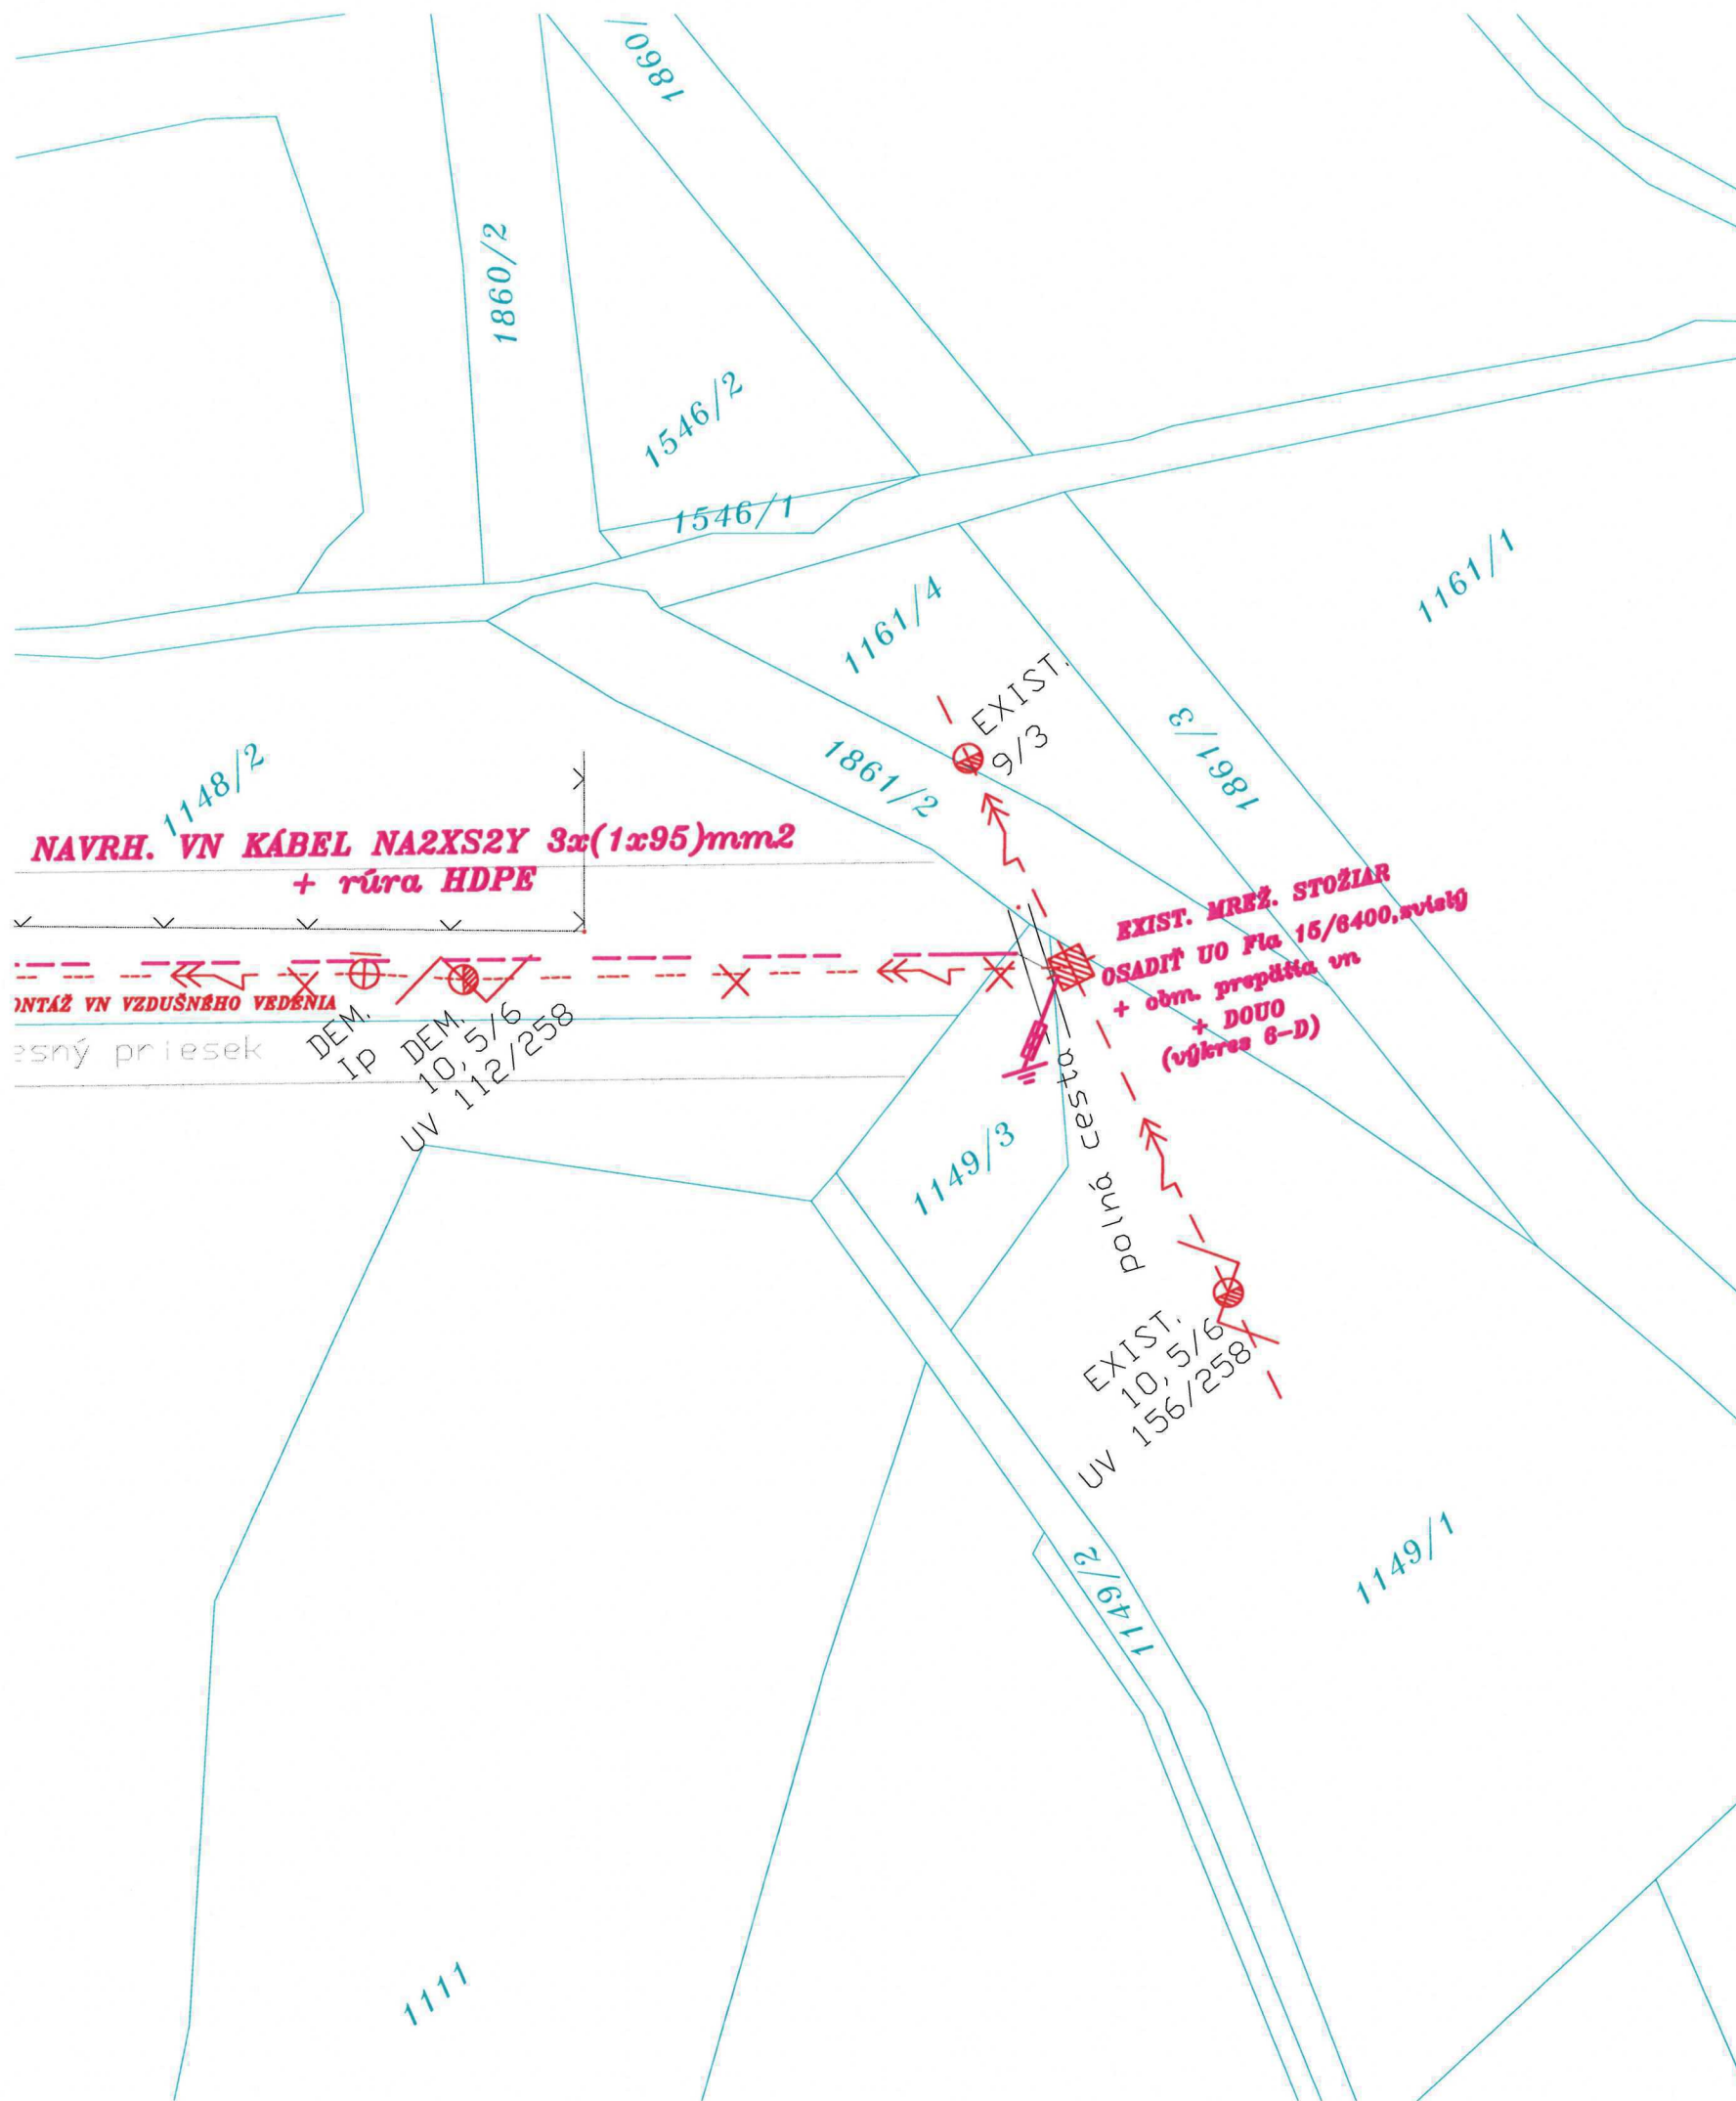 1860/
1860/2
1546/2
1546/1
1161/1
1161/4
EXIST.
9/3
1861/3
1861/2
1148/2
NAVRH. VN KÁBEL NA2XS2Y 3x(1x95)mm2
+ rúra HDPE
EXIST. MREŽ. STOŽIAR
OSADIŤ UO Fla 15/6400,zvislý
+ obm. prepätia vn
+ DOUO
(výkres 6-D)
ONTÁŽ VN VZDUŠNÉHO VEDENIA
esný priesek
DEM.
Ip
DEM.
10,5/6
UV 112/258
poľná cesta
1149/3
EXIST.
10,5/6
UV 156/258
1149/2
1149/1
1111